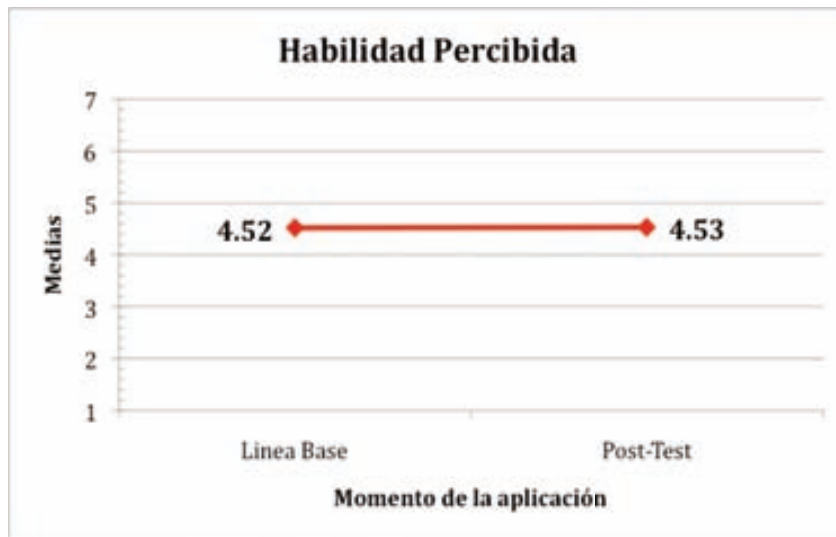 Habilidad Percibida
7
6
5
4
3
2
1
Medias
4.52
4.53
Linea Base
Post-Test
Momento de la aplicación